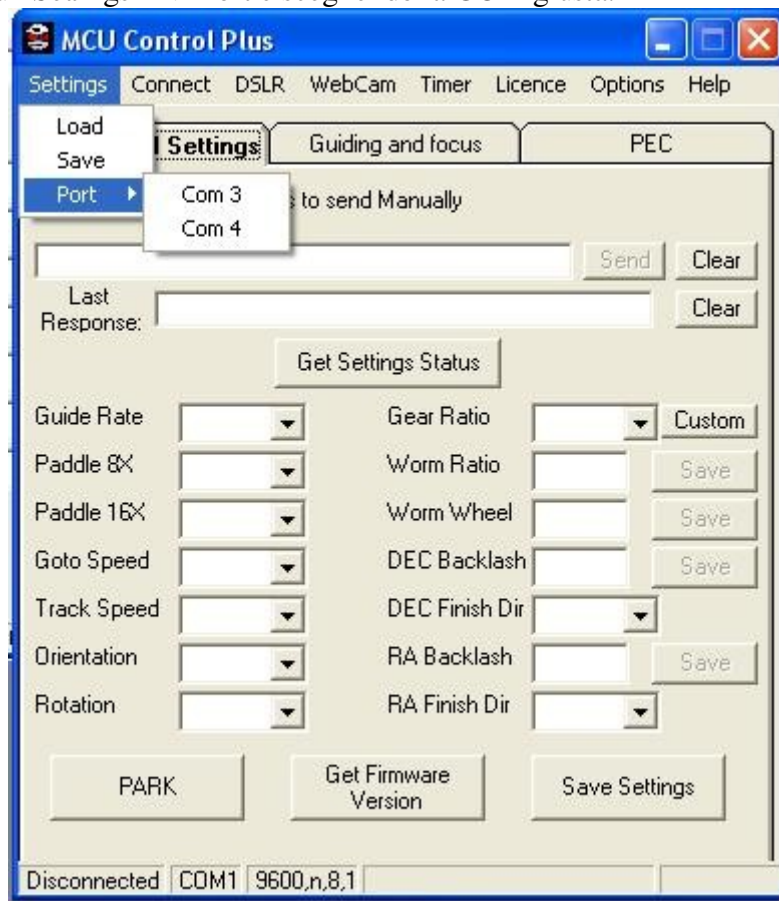 MCU Control Plus
Settings Connect DSLR WebCam Timer Licence Options Help
Load
Save
Port
Com 3
Com 4
Settings
Guiding and focus
PEC
to send Manually
Send
Clear
Last
Response:
Clear
Get Settings Status
Guide Rate
Gear Ratio
Custom
Paddle 8X
Worm Ratio
Save
Paddle 16X
Worm Wheel
Save
Goto Speed
DEC Backlash
Save
Track Speed
DEC Finish Dir
Orientation
RA Backlash
Save
Rotation
RA Finish Dir
PARK
Get Firmware
Version
Save Settings
Disconnected COM1 9600,n,8,1